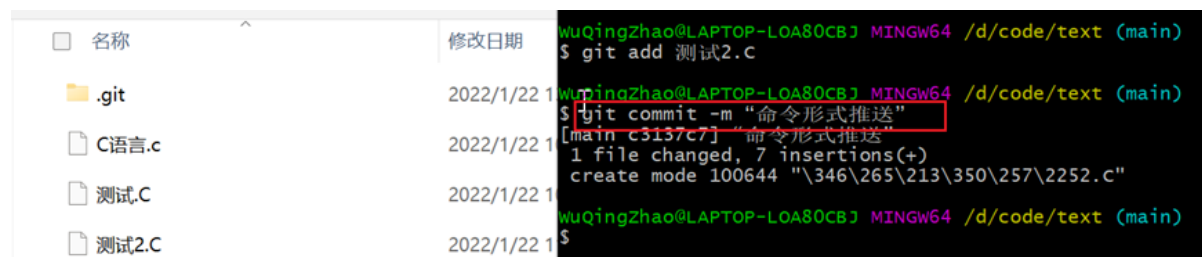 名称 修改日期
.git 2022/1/22 1
C语言.c 2022/1/22 1
测试.C 2022/1/22 1
测试2.C 2022/1/22 1
WuQingZhao@LAPTOP-LOA80CBJ MINGW64 /d/code/text (main)
$ git add 测试2.c
WuQingZhao@LAPTOP-LOA80CBJ MINGW64 /d/code/text (main)
$ git commit -m “命令形式推送”
[main c3137c7] “命令形式推送”
1 file changed, 7 insertions(+)
create mode 100644 "\346\265\213\350\257\2252.c"
WuQingZhao@LAPTOP-LOA80CBJ MINGW64 /d/code/text (main)
$